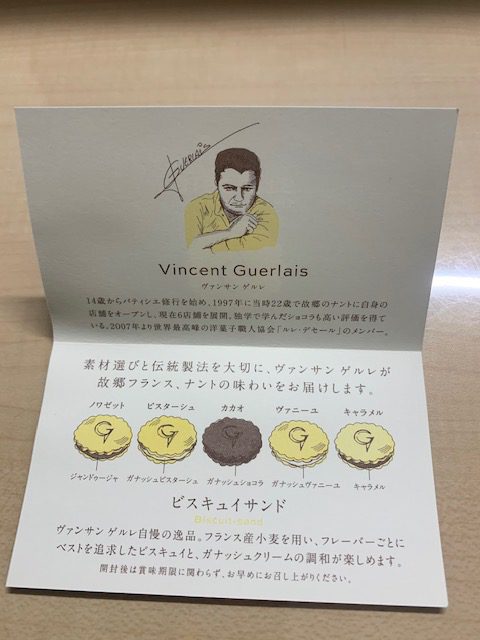 GUERLAIS
Vincent Guerlais
ヴァンサン ゲルレ
14歳からパティシエ修行を始め、1997年に当時22歳で故郷のナントに自身の
店舗をオープンし、現在6店舗を展開。独学で学んだショコラも高い評価を得て
いる。2007年より世界最高峰の洋菓子職人協会「ルレ・デセール」のメンバー。
素材選びと伝統製法を大切に、ヴァンサン ゲルレが
故郷フランス、ナントの味わいをお届けします。
ノワゼット ピスターシュ カカオ ヴァニーユ キャラメル
G G G G G
ジャンドゥージャ ガナッシュピスターシュ ガナッシュショコラ ガナッシュヴァニーユ キャラメル
ビスキュイサンド
Biscuit-sand
ヴァンサン ゲルレ自慢の逸品。フランス産小麦を用い、フレーバーごとに
ベストを追求したビスキュイと、ガナッシュクリームの調和が楽しめます。
開封後は賞味期限に関わらず、お早めにお召し上がりください。